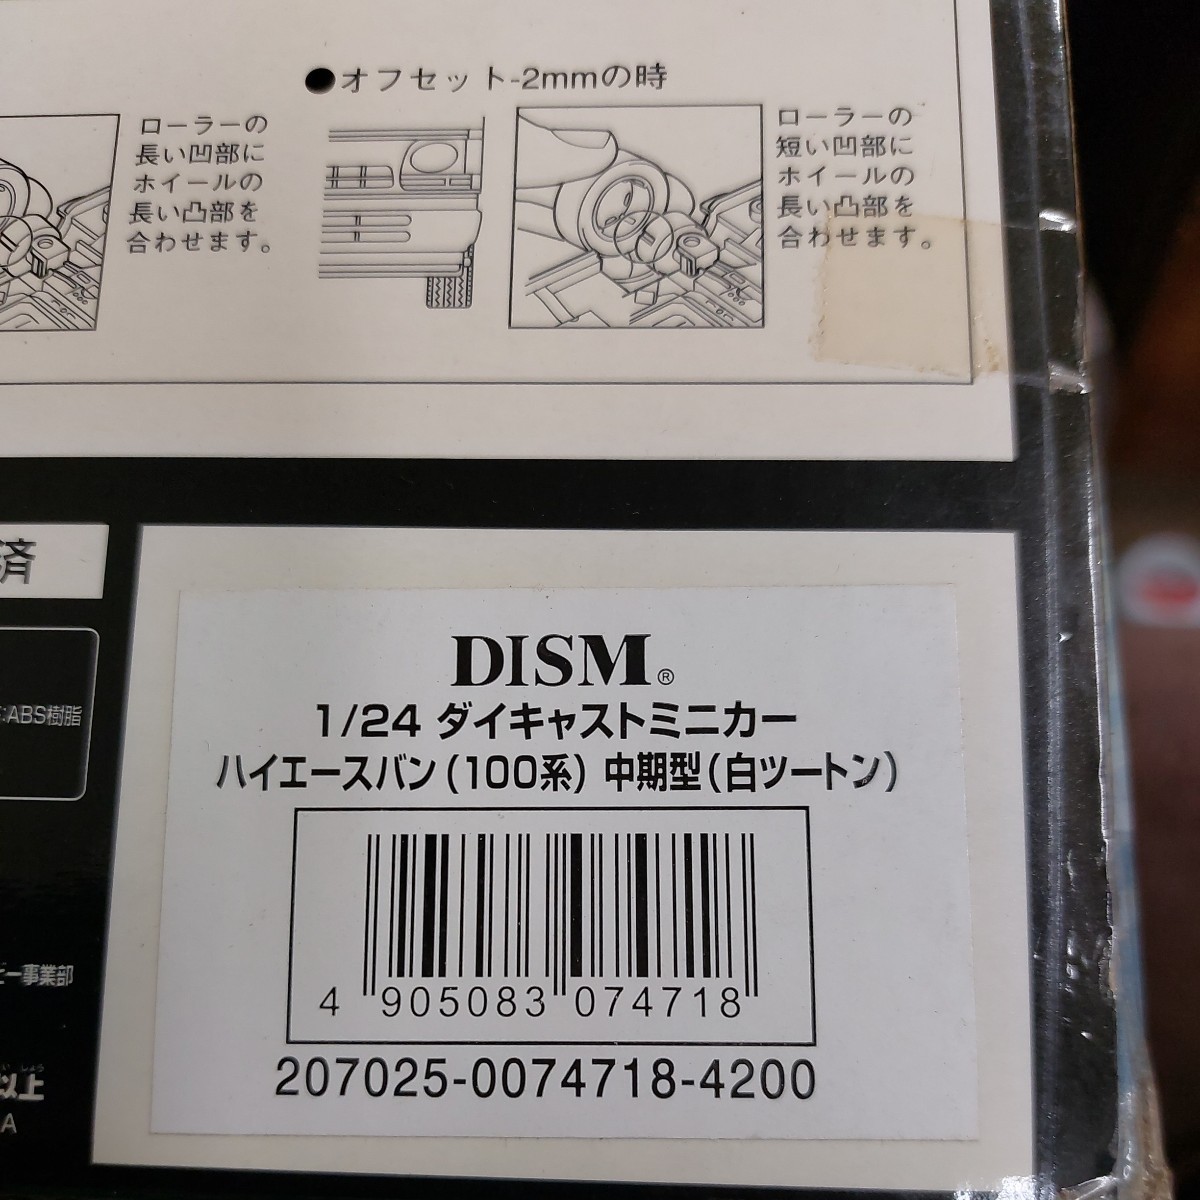 ●オフセット-2mmの時
ローラーの
長い凹部に
ホイールの
長い凸部を
合わせます。
ローラーの
短い凹部に
ホイールの
長い凸部を
合わせます。
済
:ABS樹脂
ー事業部
以上
A
DISM®
1/24 ダイキャストミニカー
ハイエースバン(100系) 中期型(白ツートン)
4 905083 074718
207025-0074718-4200